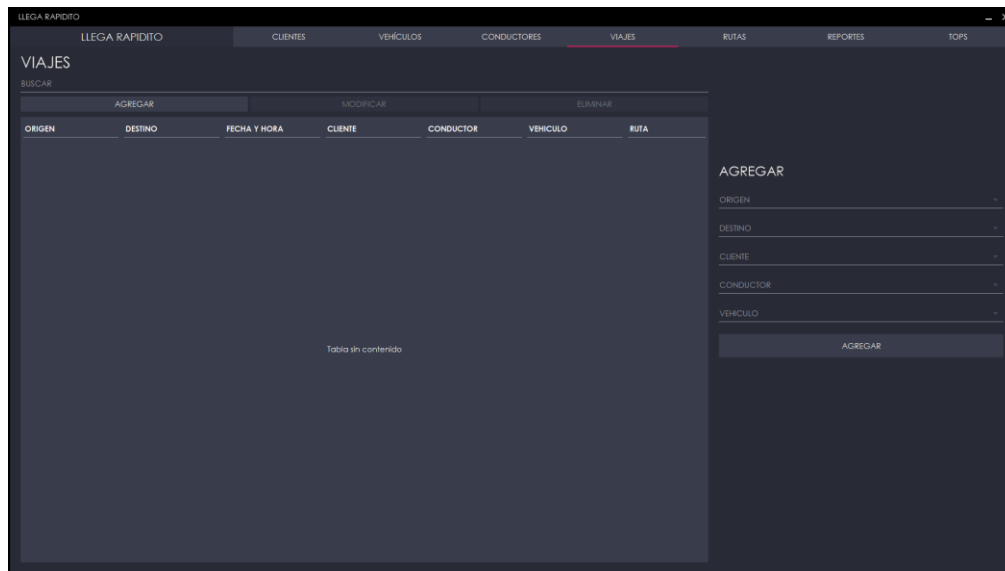 LLEGA RAPIDITO
LLEGA RAPIDITO CLIENTES VEHÍCULOS CONDUCTORES VIAJES RUTAS REPORTES TOPS
VIAJES
BUSCAR
AGREGAR MODIFICAR ELIMINAR
ORIGEN DESTINO FECHA Y HORA CLIENTE CONDUCTOR VEHICULO RUTA
Tabla sin contenido
AGREGAR
ORIGEN
DESTINO
CLIENTE
CONDUCTOR
VEHICULO
AGREGAR